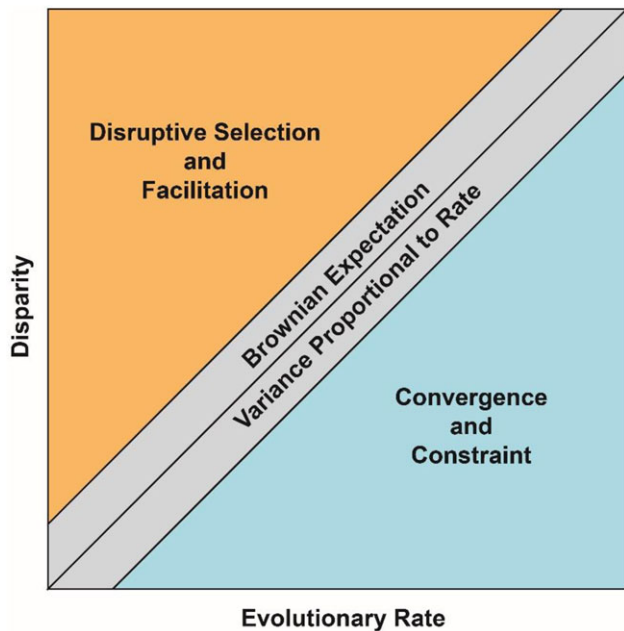 Disruptive Selection
and
Facilitation
Brownian Expectation
Variance Proportional to Rate
Convergence
and
Constraint
Disparity
Evolutionary Rate